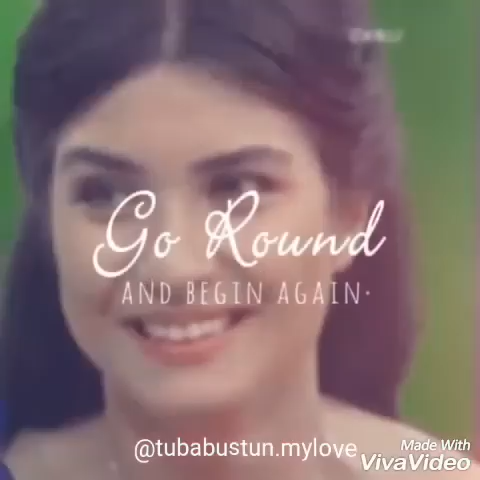 Go Round
AND BEGIN AGAIN.
@tubabustun.mylove
Made With
VivaVideo